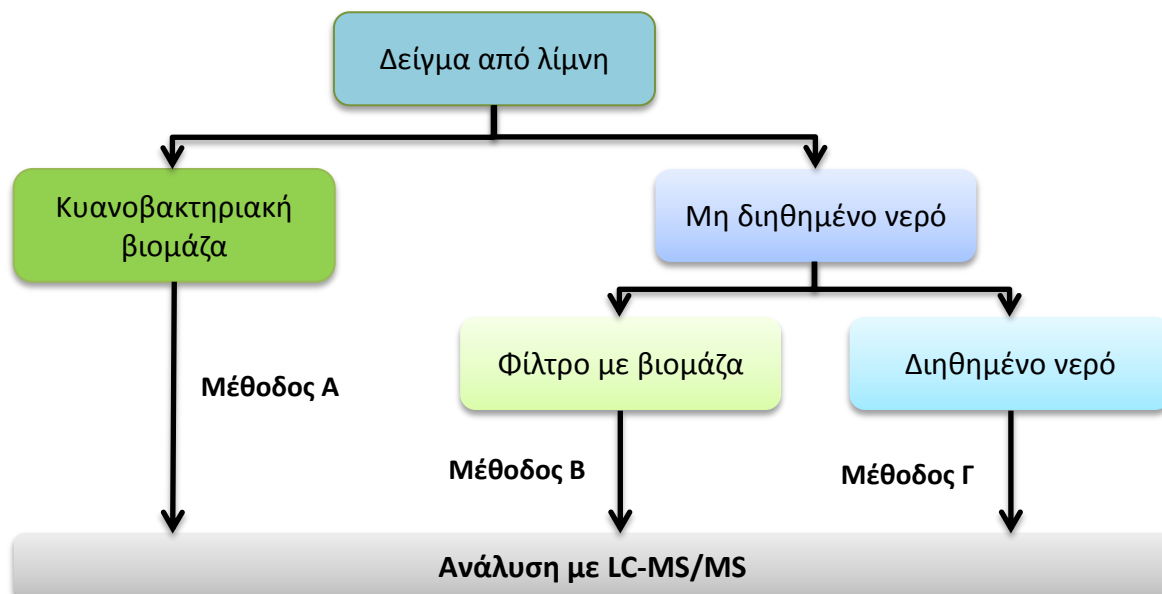 Δείγμα από λίμνη
Κυανοβακτηριακή
βιομάζα
Μη διηθημένο νερό
Φίλτρο με βιομάζα
Διηθημένο νερό
Μέθοδος Α
Μέθοδος Β
Μέθοδος Γ
Ανάλυση με LC-MS/MS